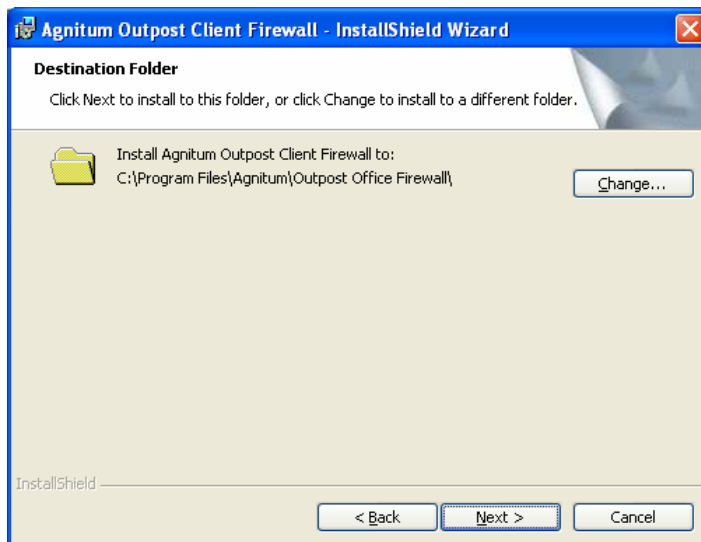 Agnitum Outpost Client Firewall - InstallShield Wizard
Destination Folder
Click Next to install to this folder, or click Change to install to a different folder.
Install Agnitum Outpost Client Firewall to:
C:\Program Files\Agnitum\Outpost Office Firewall\
Change...
InstallShield
< Back
Next >
Cancel